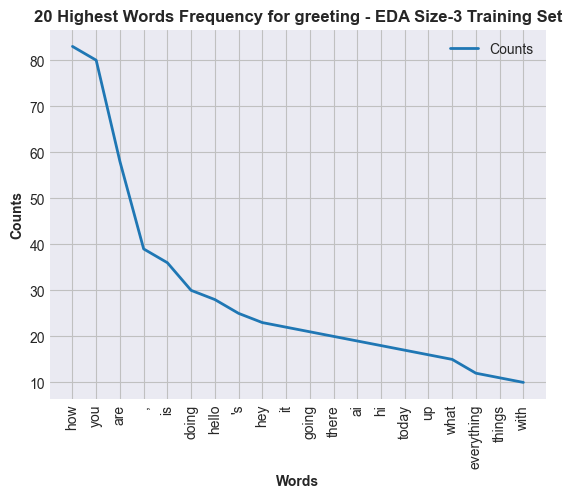 20 Highest Words Frequency for greeting - EDA Size-3 Training Set
Counts
80
70
60
50
40
30
20
10
Counts
how
you
are
,
is
doing
hello
's
hey
it
going
there
ai
hi
today
up
what
everything
things
with
Words